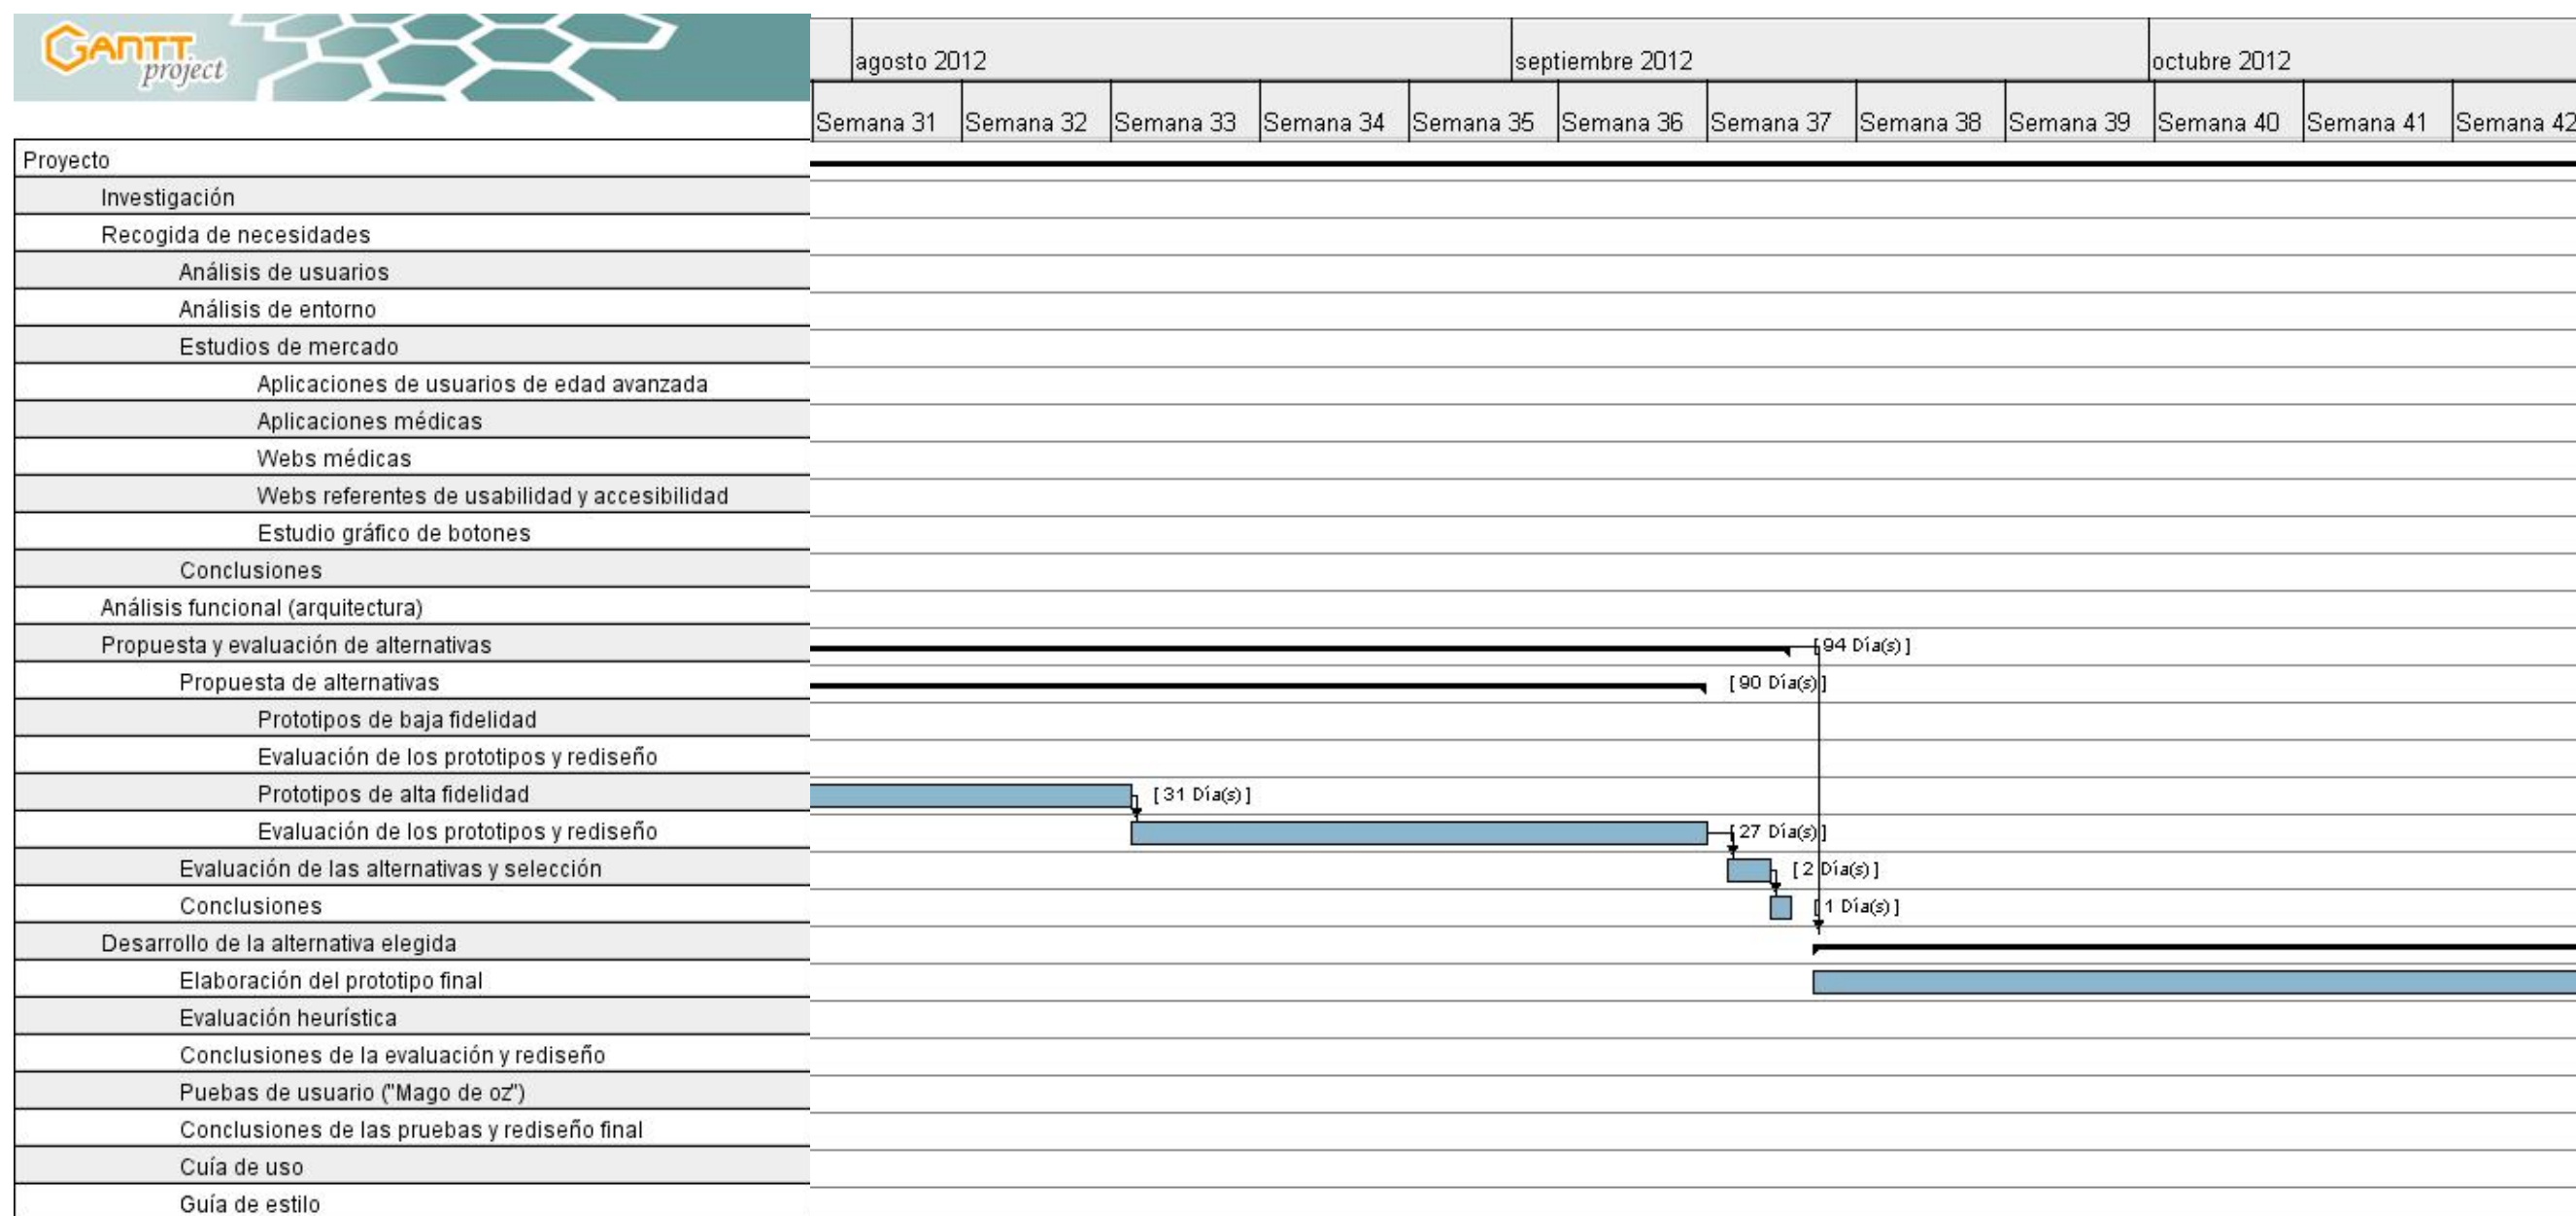 GANTT
project
agosto 2012
septiembre 2012
octubre 2012
Semana 31
Semana 32
Semana 33
Semana 34
Semana 35
Semana 36
Semana 37
Semana 38
Semana 39
Semana 40
Semana 41
Semana 42
Proyecto
Investigación
Recogida de necesidades
Análisis de usuarios
Análisis de entorno
Estudios de mercado
Aplicaciones de usuarios de edad avanzada
Aplicaciones médicas
Webs médicas
Webs referentes de usabilidad y accesibilidad
Estudio gráfico de botones
Conclusiones
Análisis funcional (arquitectura)
Propuesta y evaluación de alternativas
[ 94 Día(s) ]
Propuesta de alternativas
[ 90 Día(s) ]
Prototipos de baja fidelidad
Evaluación de los prototipos y rediseño
Prototipos de alta fidelidad
[ 31 Día(s) ]
Evaluación de los prototipos y rediseño
[ 27 Día(s) ]
Evaluación de las alternativas y selección
[ 2 Día(s) ]
Conclusiones
[ 1 Día(s) ]
Desarrollo de la alternativa elegida
Elaboración del prototipo final
Evaluación heurística
Conclusiones de la evaluación y rediseño
Puebas de usuario ("Mago de oz")
Conclusiones de las pruebas y rediseño final
Cuía de uso
Guía de estilo